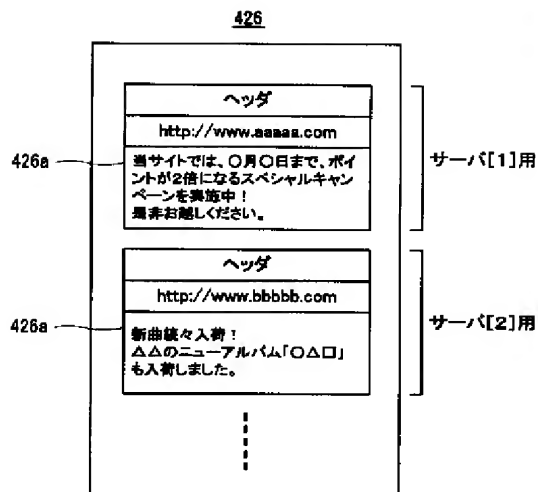 426
ヘッダ
http://www.aaaaa.com
426a
当サイトでは、〇月〇日まで、ポイ
ントが2倍になるスペシャルキャン
ペーンを実施中！
是非お越しください。
サーバ[1]用
ヘッダ
http://www.bbbbb.com
426a
新曲続々入荷！
△△のニューアルバム「〇△□」
も入荷しました。
サーバ[2]用